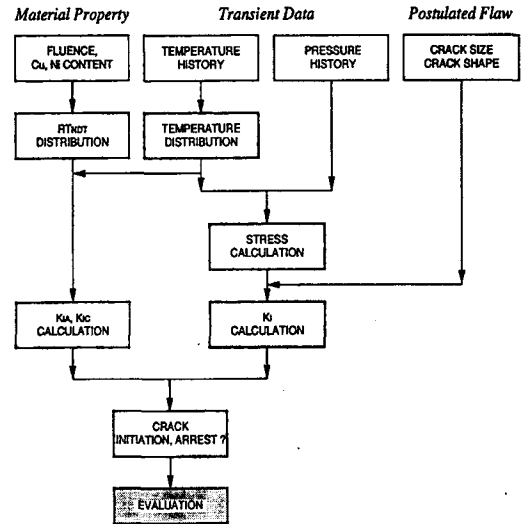 Material Property
Transient Data
Postulated Flaw
FLUENCE,
Cu, Ni CONTENT
TEMPERATURE
HISTORY
PRESSURE
HISTORY
CRACK SIZE
CRACK SHAPE
RTNDT
DISTRIBUTION
TEMPERATURE
DISTRIBUTION
STRESS
CALCULATION
KIA, KIC
CALCULATION
KI
CALCULATION
CRACK
INITIATION, ARREST ?
EVALUATION